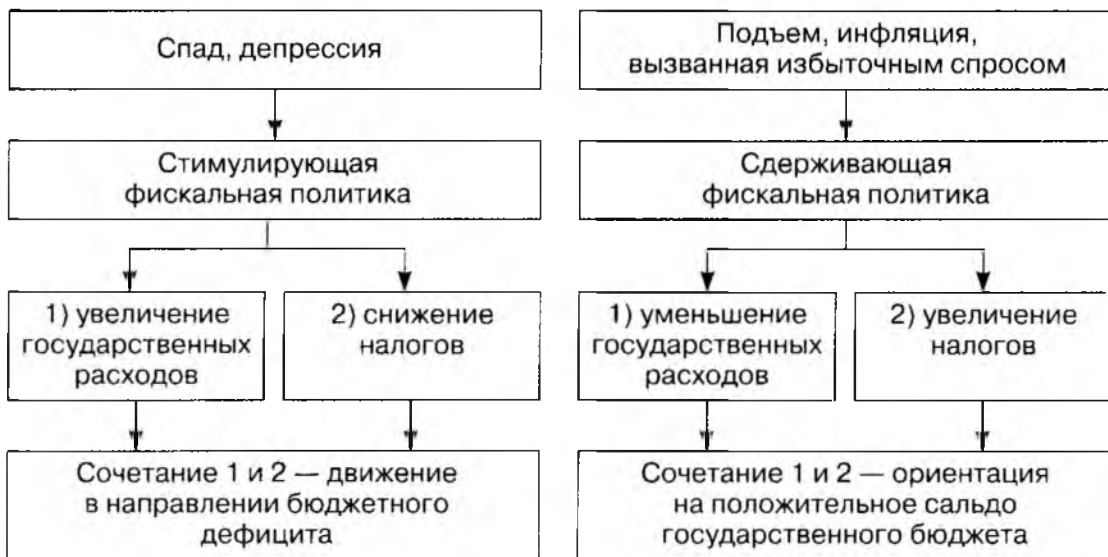 Спад, депрессия
Стимулирующая
фискальная политика
1) увеличение
государственных
расходов
2) снижение
налогов
Сочетание 1 и 2 — движение
в направлении бюджетного
дефицита
Подъем, инфляция,
вызванная избыточным спросом
Сдерживающая
фискальная политика
1) уменьшение
государственных
расходов
2) увеличение
налогов
Сочетание 1 и 2 — ориентация
на положительное сальдо
государственного бюджета